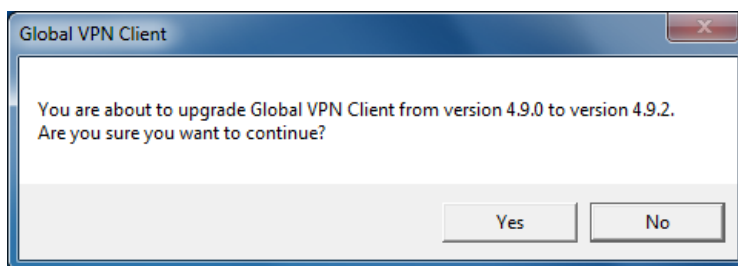 Global VPN Client
You are about to upgrade Global VPN Client from version 4.9.0 to version 4.9.2.
Are you sure you want to continue?
Yes
No